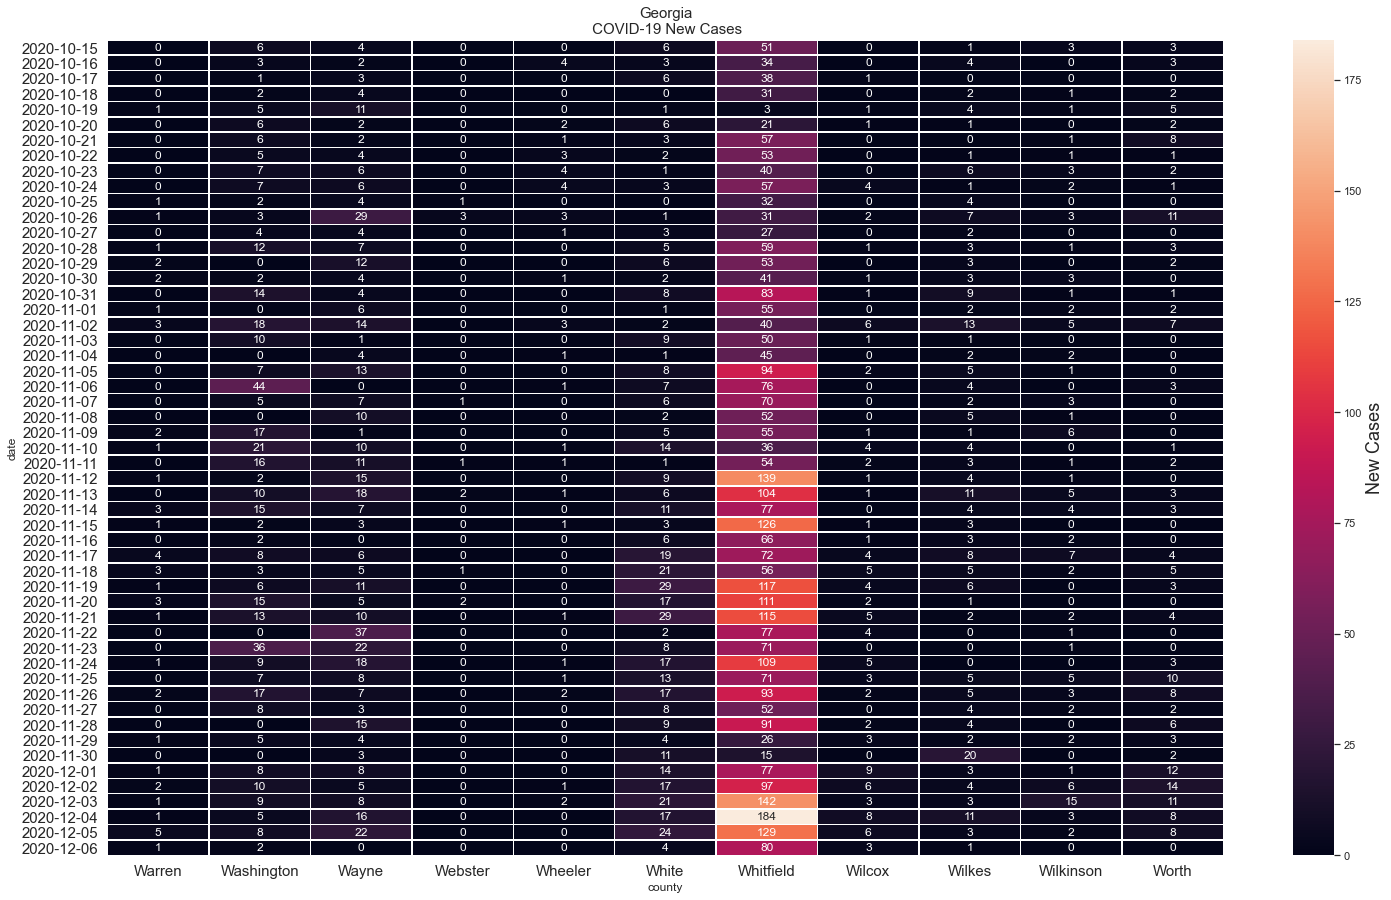 Georgia
COVID-19 New Cases
2020-10-15 0 6 4 0 0 6 51 0 1 3 3
2020-10-16 0 3 2 0 4 3 34 0 4 0 3
2020-10-17 0 1 3 0 0 6 38 1 0 0 0
2020-10-18 0 2 4 0 0 0 31 0 2 1 2
2020-10-19 1 5 11 0 0 1 3 1 4 1 5
2020-10-20 0 6 2 0 2 6 21 1 1 0 2
2020-10-21 0 6 2 0 1 3 57 0 0 1 8
2020-10-22 0 5 4 0 3 2 53 0 1 1 1
2020-10-23 0 7 6 0 4 1 40 0 6 3 2
2020-10-24 0 7 6 0 4 3 57 4 1 2 1
2020-10-25 1 2 4 1 0 0 32 0 4 0 0
2020-10-26 1 3 29 3 3 1 31 2 7 3 11
2020-10-27 0 4 4 0 1 3 27 0 2 0 0
2020-10-28 1 12 7 0 0 5 59 1 3 1 3
2020-10-29 2 0 12 0 0 6 53 0 3 0 2
2020-10-30 2 2 4 0 1 2 41 1 3 3 0
2020-10-31 0 14 4 0 0 8 83 1 9 1 1
2020-11-01 1 0 6 0 0 1 55 0 2 2 2
2020-11-02 3 18 14 0 3 2 40 6 13 5 7
2020-11-03 0 10 1 0 0 9 50 1 1 0 0
2020-11-04 0 0 4 0 1 1 45 0 2 2 0
2020-11-05 0 7 13 0 0 8 94 2 5 1 0
2020-11-06 0 44 0 0 1 7 76 0 4 0 3
2020-11-07 0 5 7 1 0 6 70 0 2 3 0
2020-11-08 0 0 10 0 0 2 52 0 5 1 0
2020-11-09 2 17 1 0 0 5 55 1 1 6 0
2020-11-10 1 21 10 0 1 14 36 4 4 0 1
2020-11-11 0 16 11 1 1 1 54 2 3 1 2
2020-11-12 1 2 15 0 0 9 139 1 4 1 0
2020-11-13 0 10 18 2 1 6 104 1 11 5 3
2020-11-14 3 15 7 0 0 11 77 0 4 4 3
2020-11-15 1 2 3 0 1 3 126 1 3 0 0
2020-11-16 0 2 0 0 0 6 66 1 3 2 0
2020-11-17 4 8 6 0 0 19 72 4 8 7 4
2020-11-18 3 3 5 1 0 21 56 5 5 2 5
2020-11-19 1 6 11 0 0 29 117 4 6 0 3
2020-11-20 3 15 5 2 0 17 111 2 1 0 0
2020-11-21 1 13 10 0 1 29 115 5 2 2 4
2020-11-22 0 0 37 0 0 2 77 4 0 1 0
2020-11-23 0 36 22 0 0 8 71 0 0 1 0
2020-11-24 1 9 18 0 1 17 109 5 0 0 3
2020-11-25 0 7 8 0 1 13 71 3 5 5 10
2020-11-26 2 17 7 0 2 17 93 2 5 3 8
2020-11-27 0 8 3 0 0 8 52 0 4 2 2
2020-11-28 0 0 15 0 0 9 91 2 4 0 6
2020-11-29 1 5 4 0 0 4 26 3 2 2 3
2020-11-30 0 0 3 0 0 11 15 0 20 0 2
2020-12-01 1 8 8 0 0 14 77 9 3 1 12
2020-12-02 2 10 5 0 1 17 97 6 4 6 14
2020-12-03 1 9 8 0 2 21 142 3 3 15 11
2020-12-04 1 5 16 0 0 17 184 8 11 3 8
2020-12-05 5 8 22 0 0 24 129 6 3 2 8
2020-12-06 1 2 0 0 0 4 80 3 1 0 0
Warren Washington Wayne Webster Wheeler White Whitfield Wilcox Wilkes Wilkinson Worth
county
date
175
150
125
100
75
50
25
0
New Cases